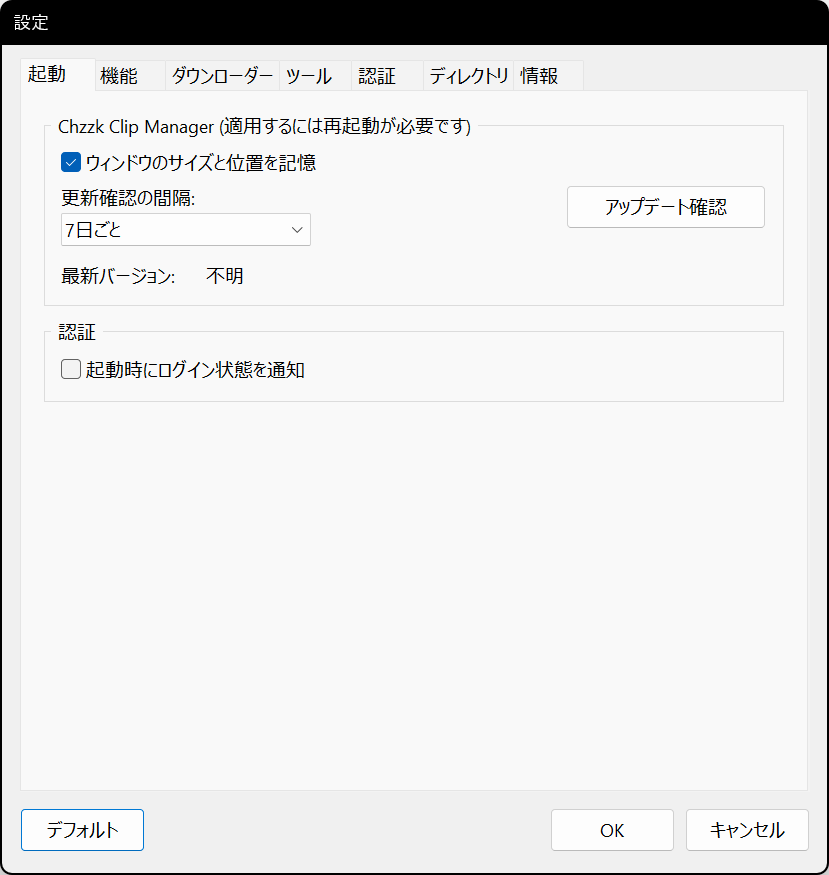 設定
起動 機能 ダウンローダー ツール 認証 ディレクトリ 情報
Chzzk Clip Manager (適用するには再起動が必要です)
ウィンドウのサイズと位置を記憶
更新確認の間隔:
7日ごと
アップデート確認
最新バージョン: 不明
認証
起動時にログイン状態を通知
デフォルト OK キャンセル